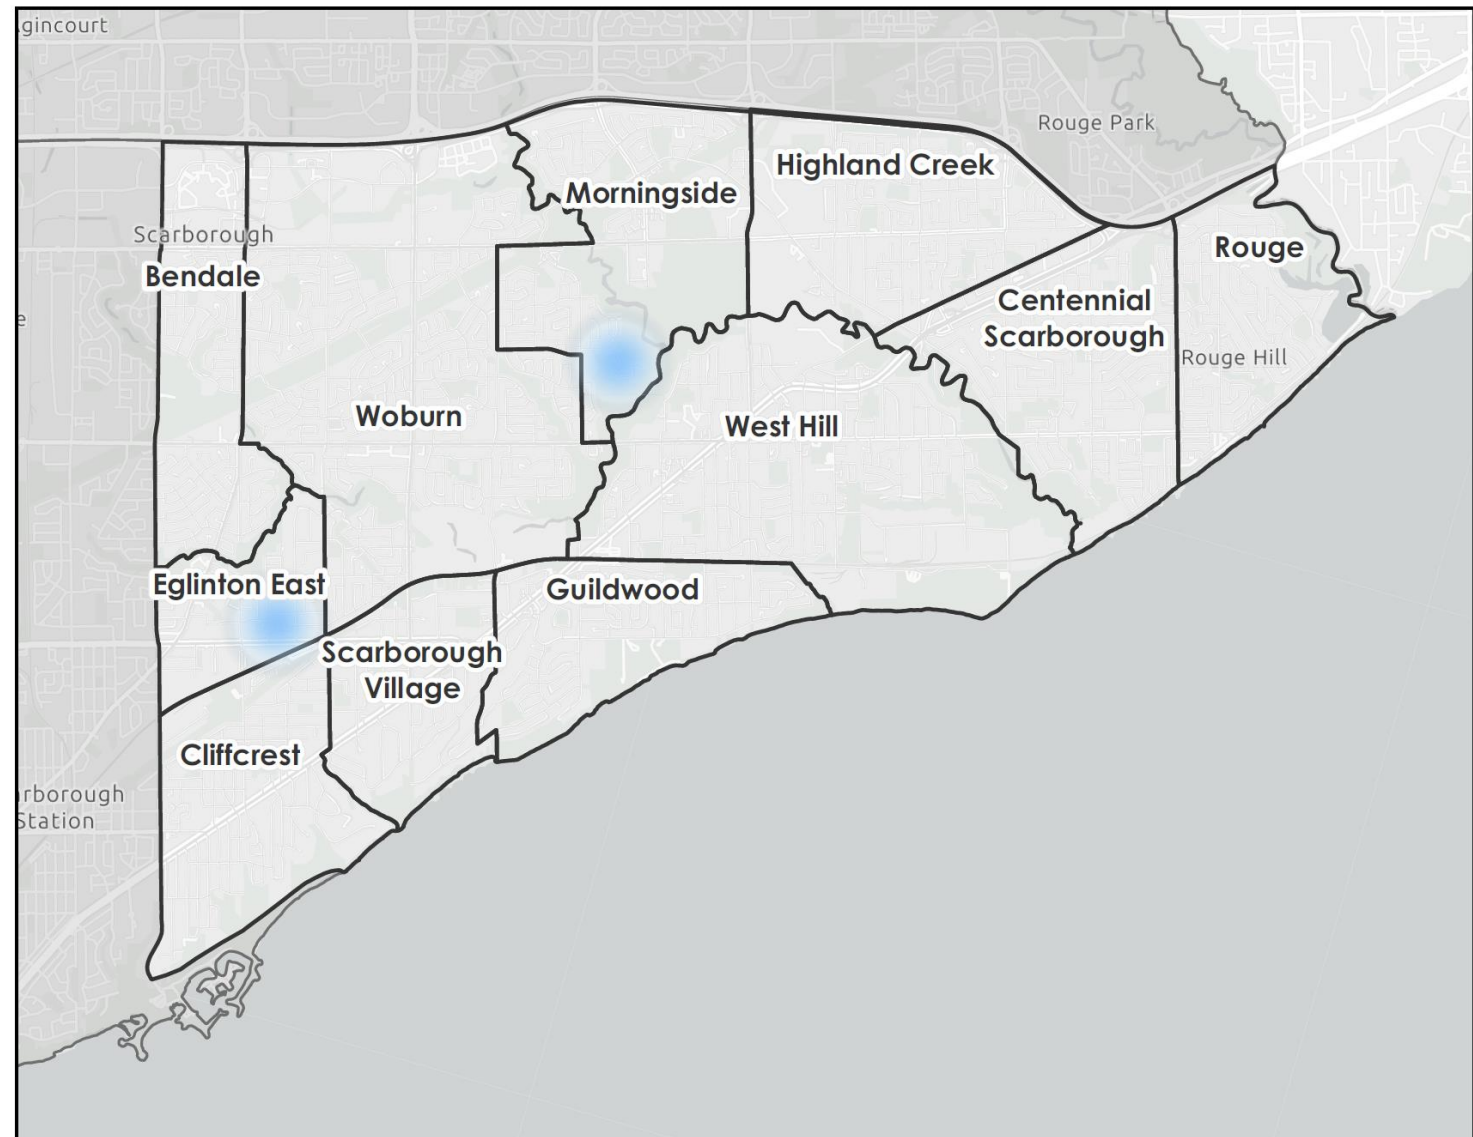 gincourt
Rouge Park
Highland Creek
Morningside
Scarborough
Rouge
Bendale
Centennial
Scarborough
e
Rouge Hill
Woburn
West Hill
Eglinton East
Guildwood
Scarborough
Village
Cliffcrest
rborough
Station